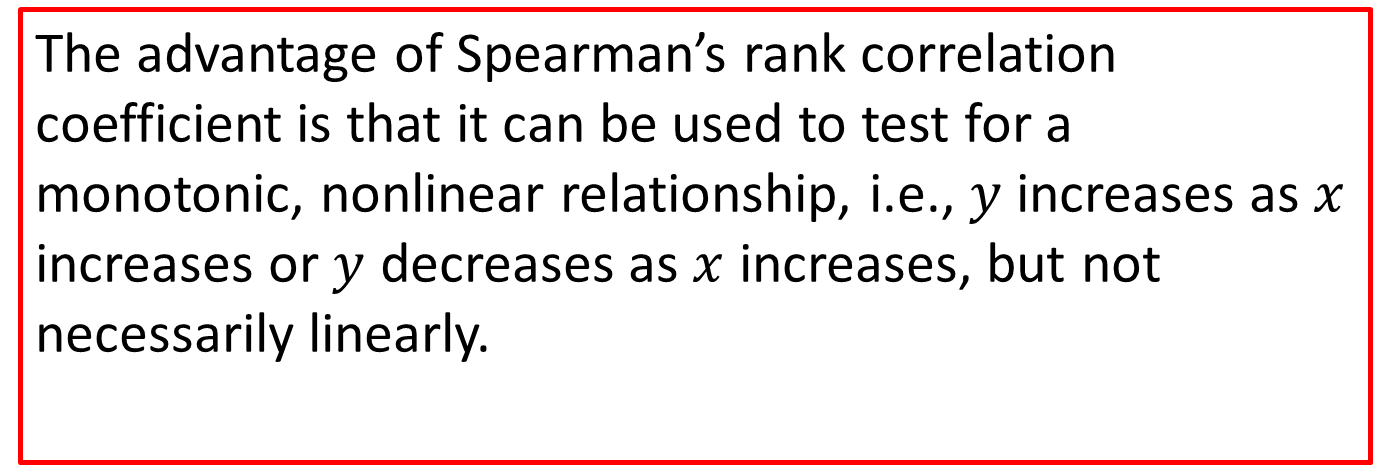 The advantage of Spearman’s rank correlation
coefficient is that it can be used to test for a
monotonic, nonlinear relationship, i.e., 𝑦 increases as 𝑥
increases or 𝑦 decreases as 𝑥 increases, but not
necessarily linearly.